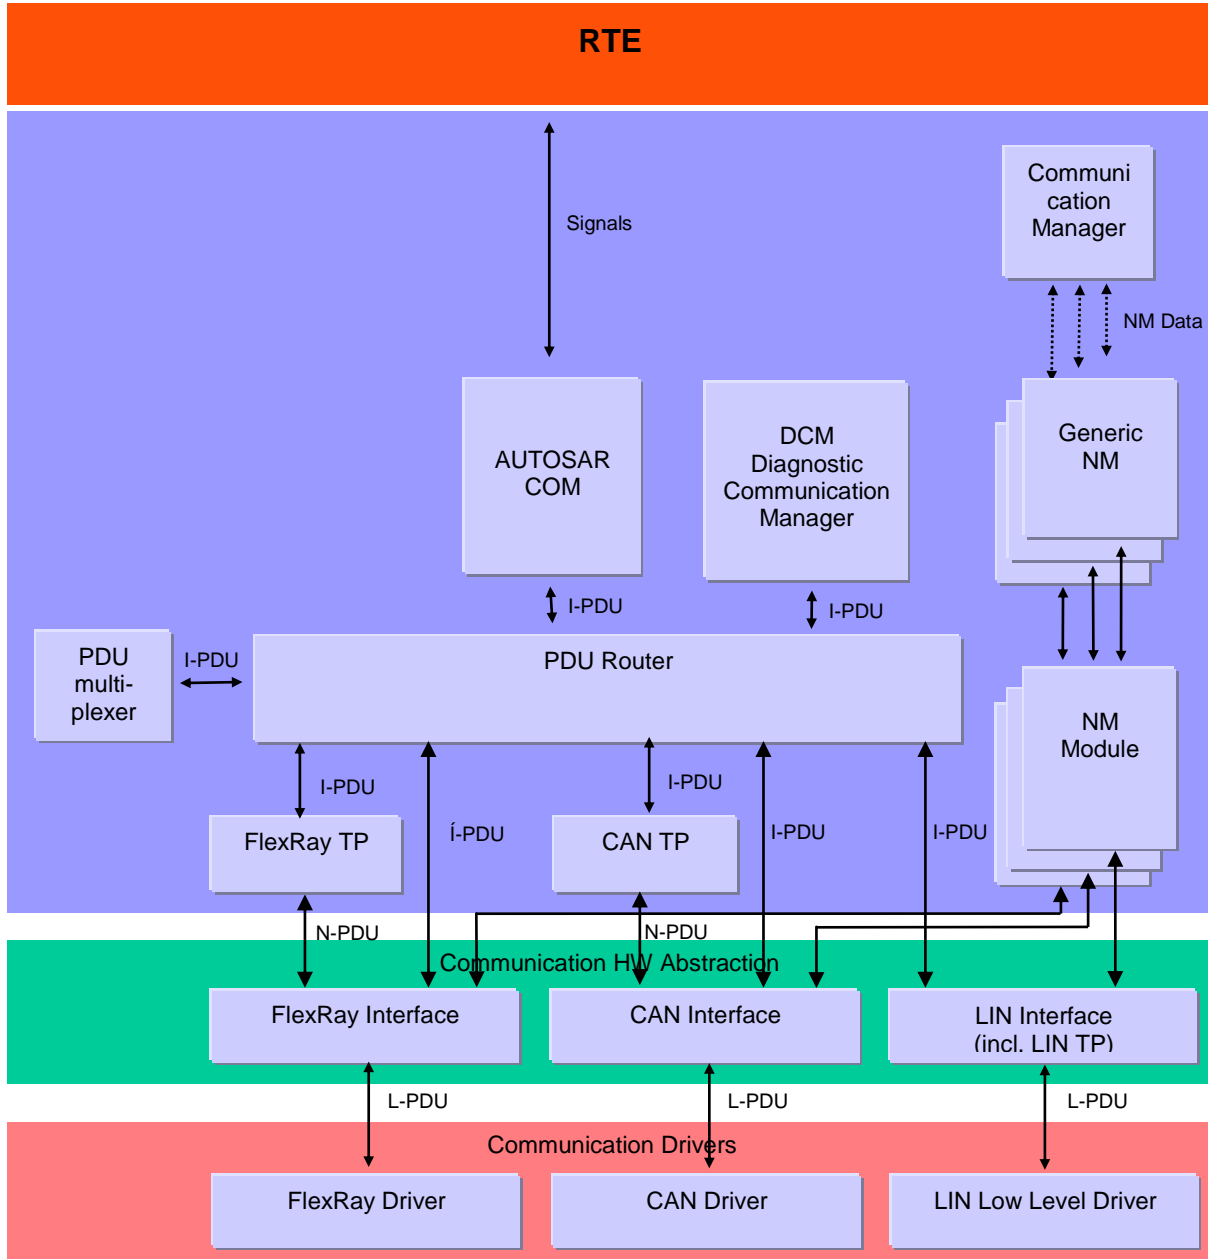 RTE
Signals
Communi
cation
Manager
NM Data
AUTOSAR
COM
DCM
Diagnostic
Communication
Manager
Generic
NM
I-PDU
I-PDU
PDU
multi-
plexer
I-PDU
PDU Router
NM
Module
I-PDU
Í-PDU
I-PDU
I-PDU
I-PDU
FlexRay TP
CAN TP
N-PDU
N-PDU
Communication HW Abstraction
FlexRay Interface
CAN Interface
LIN Interface
(incl. LIN TP)
L-PDU
L-PDU
L-PDU
Communication Drivers
FlexRay Driver
CAN Driver
LIN Low Level Driver